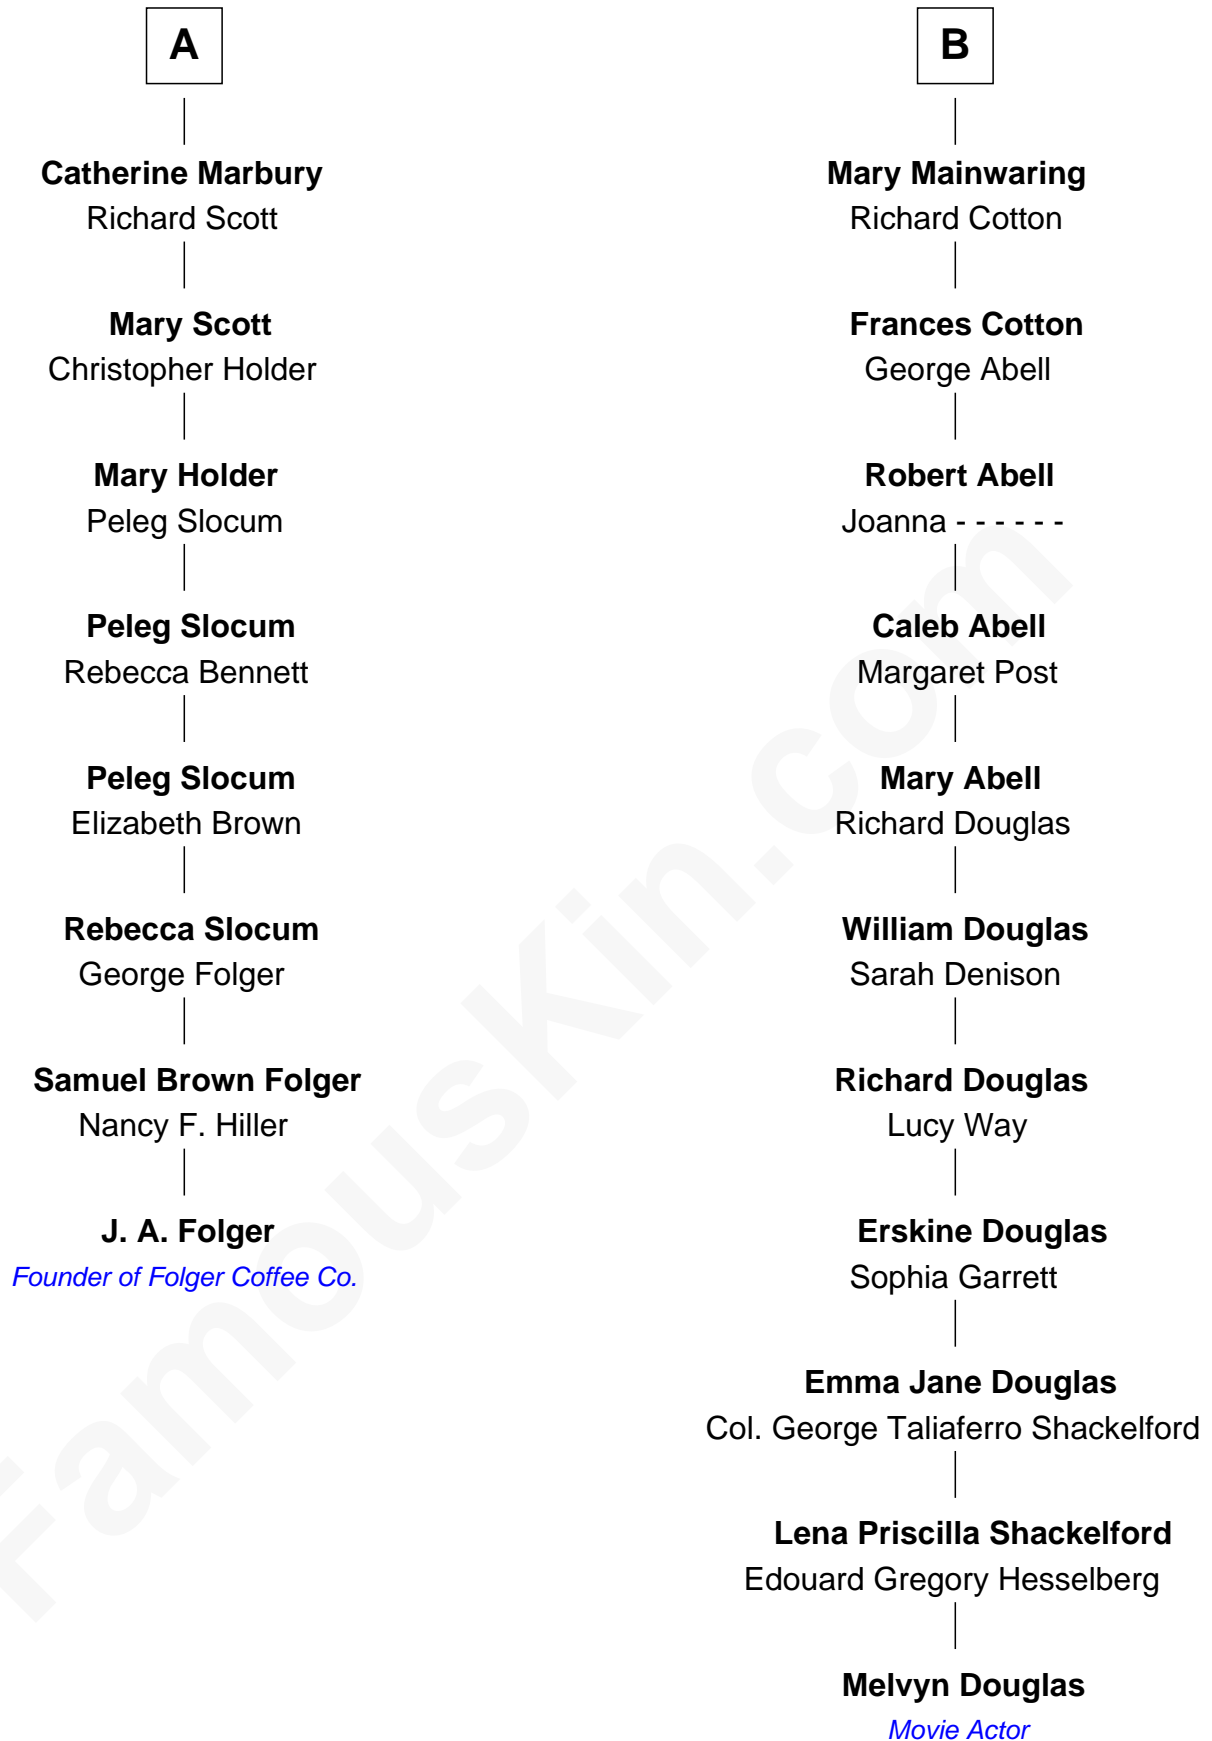 A
Catherine Marbury
Richard Scott
Mary Scott
Christopher Holder
Mary Holder
Peleg Slocum
Peleg Slocum
Rebecca Bennett
Peleg Slocum
Elizabeth Brown
Rebecca Slocum
George Folger
Samuel Brown Folger
Nancy F. Hiller
J. A. Folger
Founder of Folger Coffee Co.
B
Mary Mainwaring
Richard Cotton
Frances Cotton
George Abell
Robert Abell
Joanna - - - - - -
Caleb Abell
Margaret Post
Mary Abell
Richard Douglas
William Douglas
Sarah Denison
Richard Douglas
Lucy Way
Erskine Douglas
Sophia Garrett
Emma Jane Douglas
Col. George Taliaferro Shackelford
Lena Priscilla Shackelford
Edouard Gregory Hesselberg
Melvyn Douglas
Movie Actor
FamousKin.com